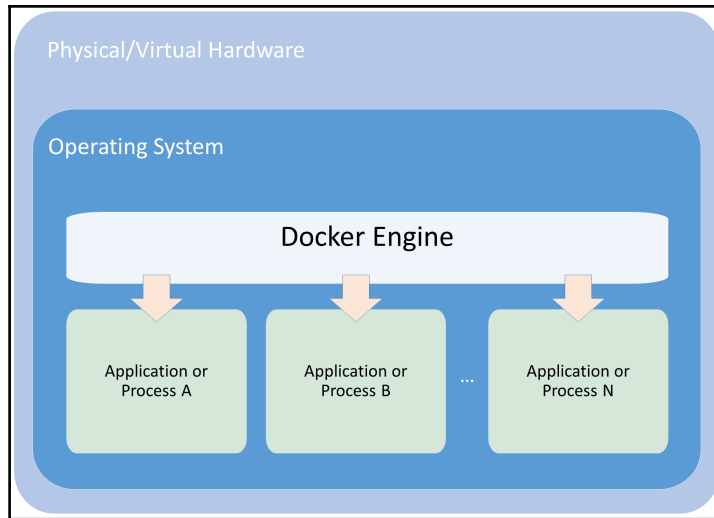 Physical/Virtual Hardware
Operating System
Docker Engine
Application or
Process A
Application or
Process B
...
Application or
Process N